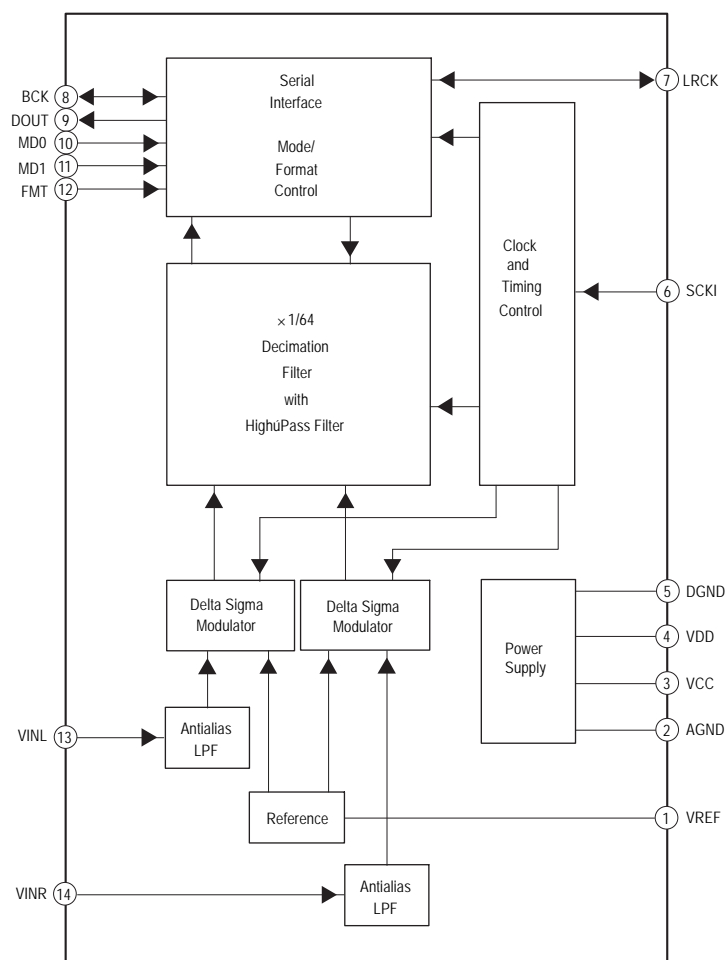 Serial
Interface
Mode/
Format
Control
BCK 8
DOUT 9
MD0 10
MD1 11
FMT 12
7 LRCK
Clock
and
Timing
Control
6 SCKI
× 1/64
Decimation
Filter
with
HighúPass Filter
Delta Sigma
Modulator
Delta Sigma
Modulator
Power
Supply
5 DGND
4 VDD
3 VCC
2 AGND
VINL 13
Antialias
LPF
Reference
1 VREF
VINR 14
Antialias
LPF